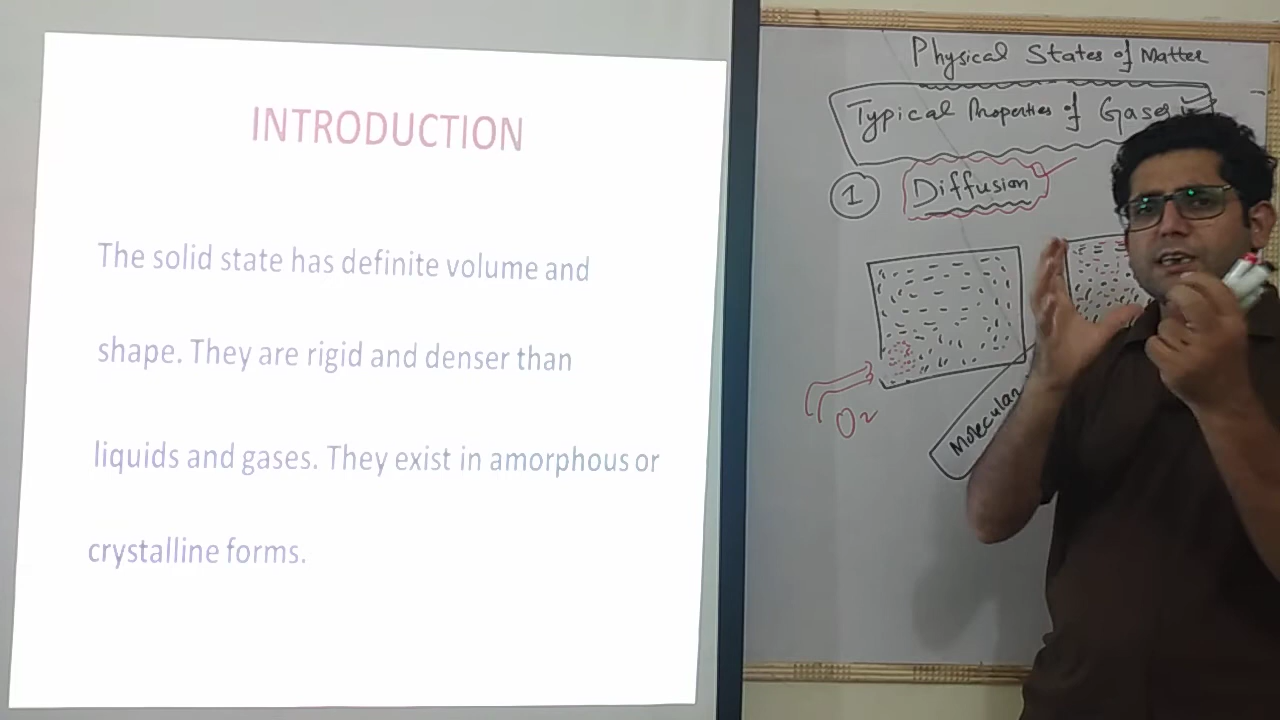 INTRODUCTION
The solid state has definite volume and
shape. They are rigid and denser than
liquids and gases. They exist in amorphous or
crystalline forms.
Physical States of Matter
Typical Properties of Gases
1 Diffusion
O2
Molecular